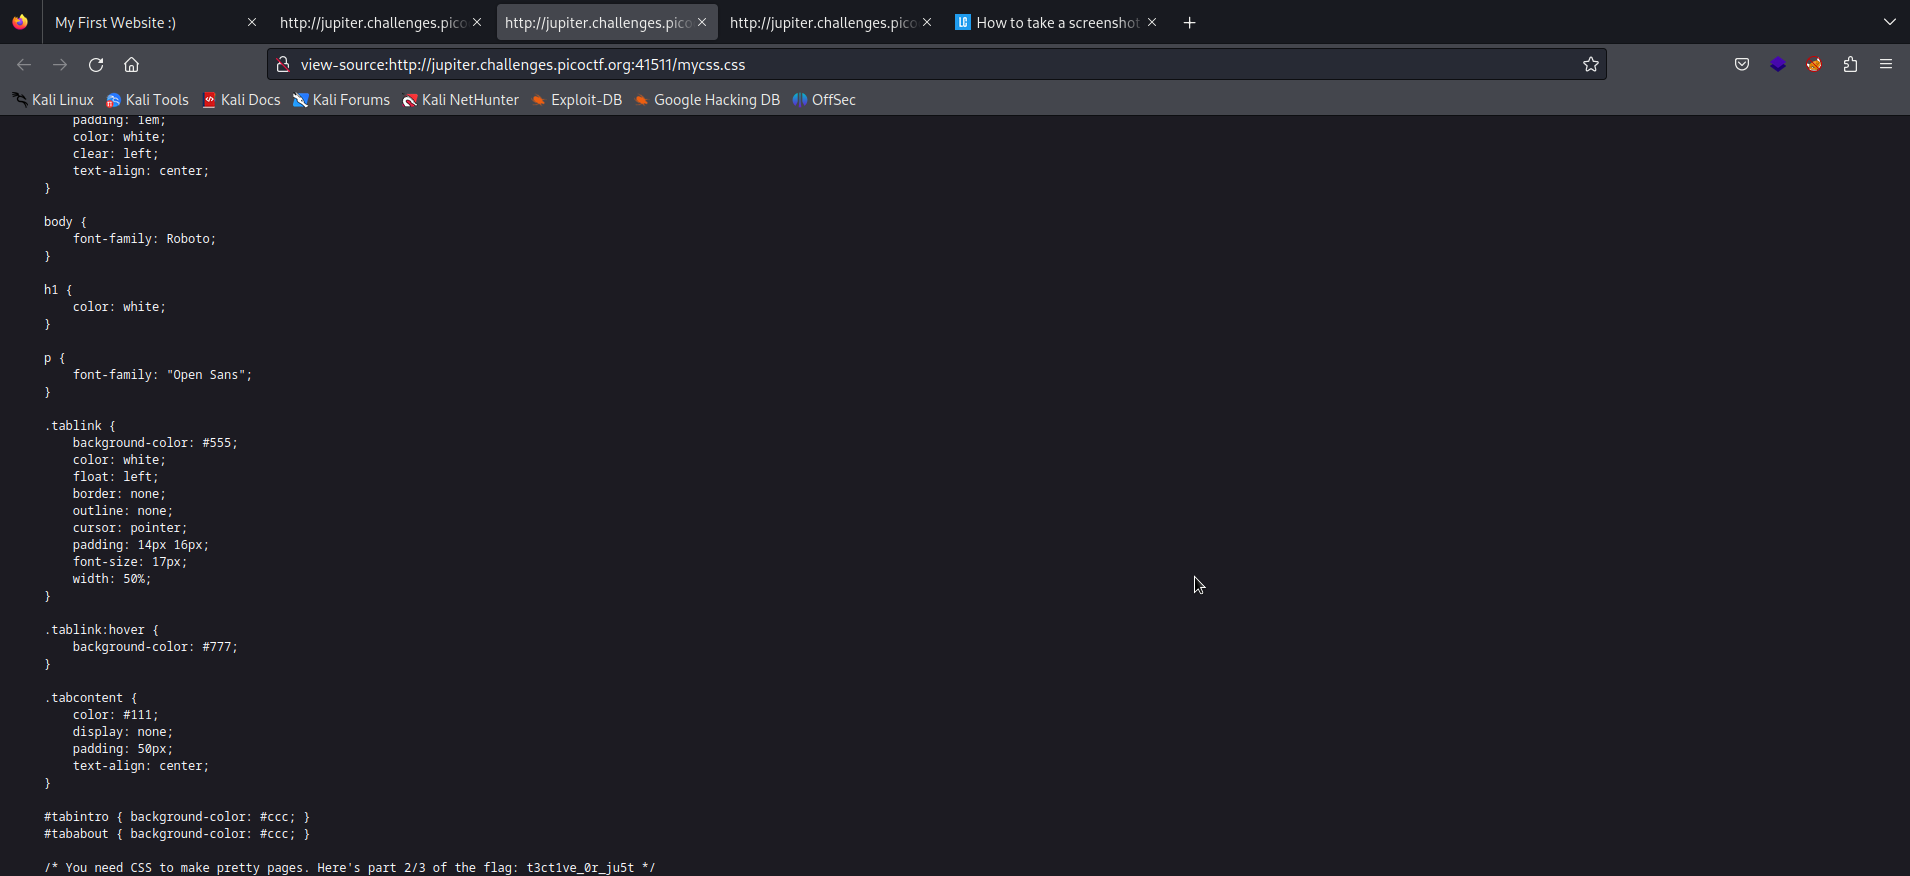 My First Website :)
http://jupiter.challenges.pico
http://jupiter.challenges.pico
http://jupiter.challenges.pico
LG How to take a screenshot
view-source:http://jupiter.challenges.picoctf.org:41511/mycss.css
Kali Linux Kali Tools Kali Docs Kali Forums Kali NetHunter Exploit-DB Google Hacking DB OffSec
padding: 1em;
color: white;
clear: left;
text-align: center;
}
body {
font-family: Roboto;
}
h1 {
color: white;
}
p {
font-family: "Open Sans";
}
.tablink {
background-color: #555;
color: white;
float: left;
border: none;
outline: none;
cursor: pointer;
padding: 14px 16px;
font-size: 17px;
width: 50%;
}
.tablink:hover {
background-color: #777;
}
.tabcontent {
color: #111;
display: none;
padding: 50px;
text-align: center;
}
#tabintro { background-color: #ccc; }
#tababout { background-color: #ccc; }
/* You need CSS to make pretty pages. Here's part 2/3 of the flag: t3ct1ve_0r_ju5t */